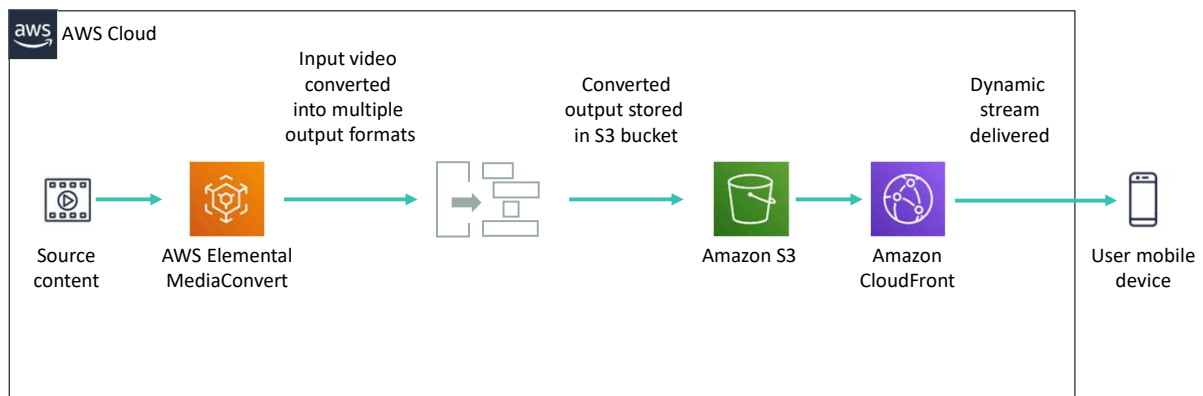 aws
AWS Cloud
Input video
converted
into multiple
output formats
Converted
output stored
in S3 bucket
Dynamic
stream
delivered
Source
content
AWS Elemental
MediaConvert
Amazon S3
Amazon
CloudFront
User mobile
device